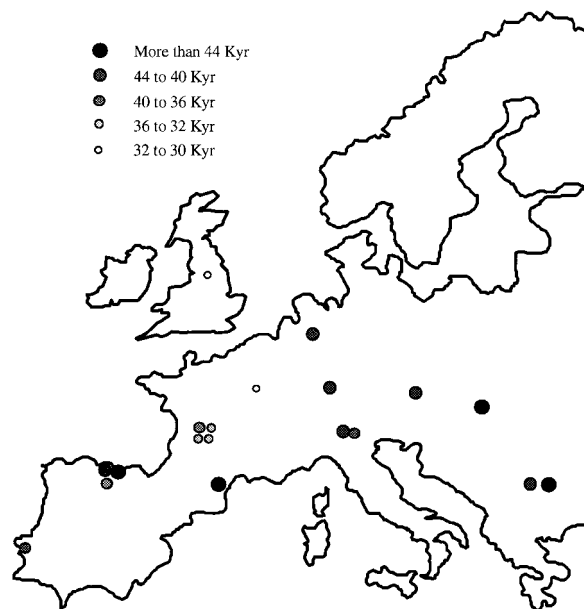 More than 44 Kyr
44 to 40 Kyr
40 to 36 Kyr
36 to 32 Kyr
32 to 30 Kyr